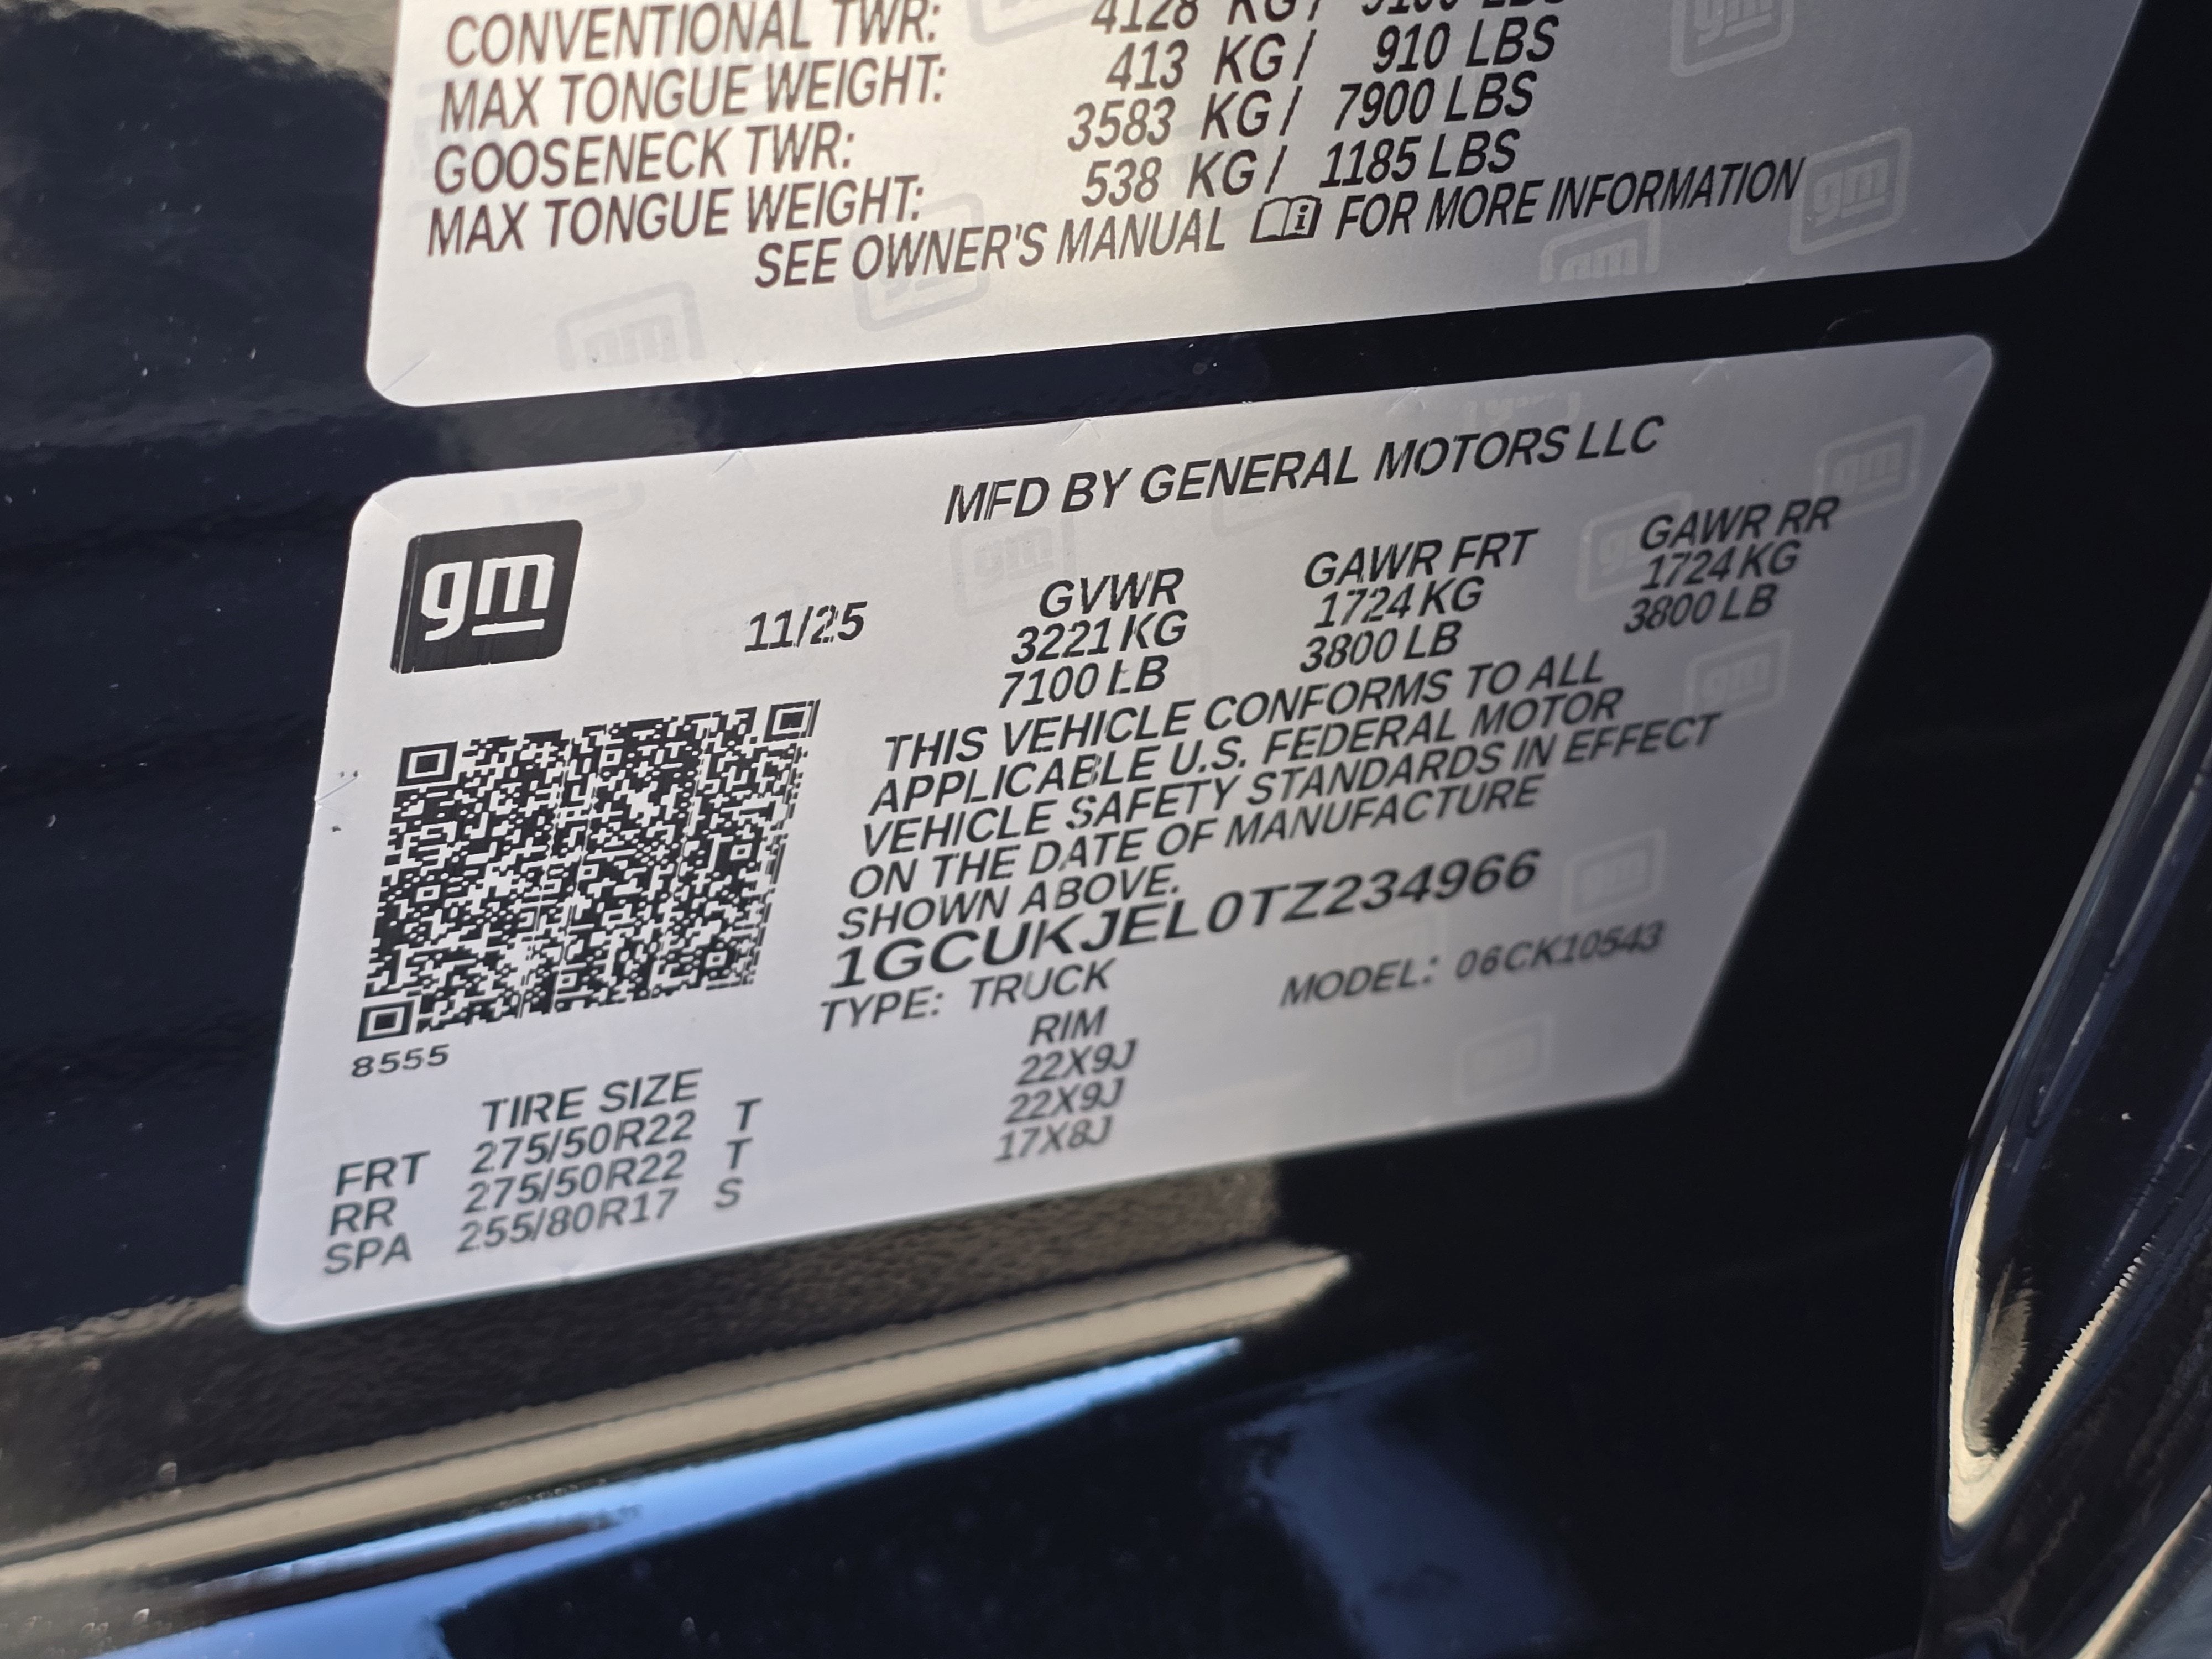 CONVENTIONAL TWR: 4128 KG / 9100 LBS
MAX TONGUE WEIGHT: 413 KG / 910 LBS
GOOSENECK TWR: 3583 KG / 7900 LBS
MAX TONGUE WEIGHT: 538 KG / 1185 LBS
SEE OWNER'S MANUAL FOR MORE INFORMATION
MFD BY GENERAL MOTORS LLC
gm
11/25
GVWR GAWR FRT GAWR RR
3221 KG 1724 KG 1724 KG
7100 LB 3800 LB 3800 LB
THIS VEHICLE CONFORMS TO ALL
APPLICABLE U.S. FEDERAL MOTOR
VEHICLE SAFETY STANDARDS IN EFFECT
ON THE DATE OF MANUFACTURE
SHOWN ABOVE.
1GCUKJEL0TZ234966
TYPE: TRUCK MODEL: 06CK10543
8555
TIRE SIZE RIM
FRT 275/50R22 T 22X9J
RR 275/50R22 T 22X9J
SPA 255/80R17 S 17X8J